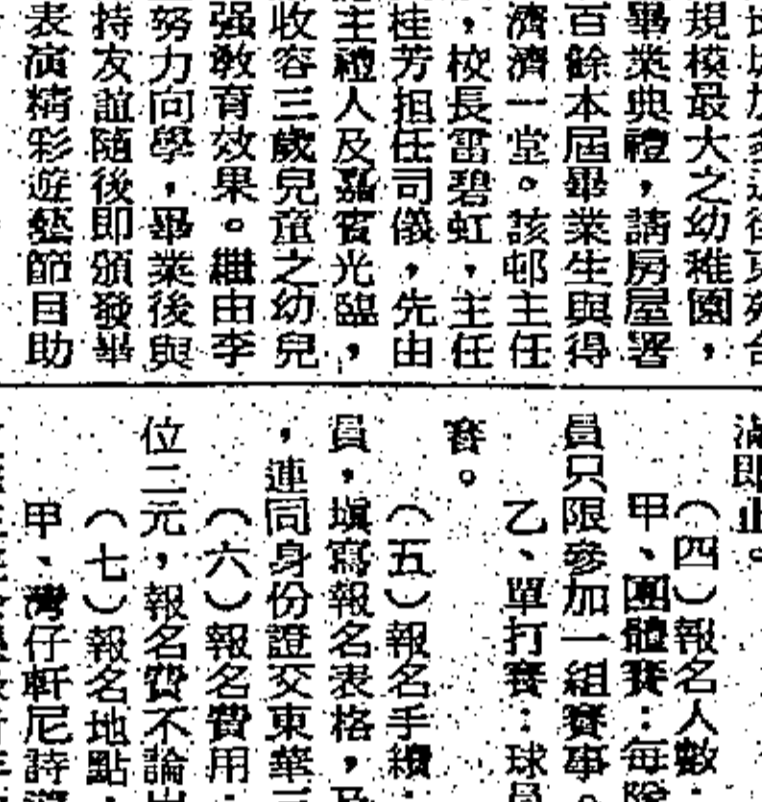 規模最大之幼稚園，
畢業典禮，請房屋署
百餘本屆畢業生與得
濟濟一堂。該邨主任
，校長雷碧虹，主任
桂芳担任司儀，先由
主禮人及嘉賓光臨，
收容三歲兒童之幼兒
强敎育效果。繼由李
努力向學，畢業後與
持友誼隨後即頒發畢
表演精彩遊藝節目助
滿即止。
（四）報名人數：
甲、團體賽：每隊
員只限參加一組賽事。
乙、單打賽：球員
賽。
（五）報名手續：
員，塡寫報名表格，及
，連同身份證交東華三
（六）報名費用：
位二元，報名費不論出
（七）報名地點：
甲、灣仔軒尼詩道